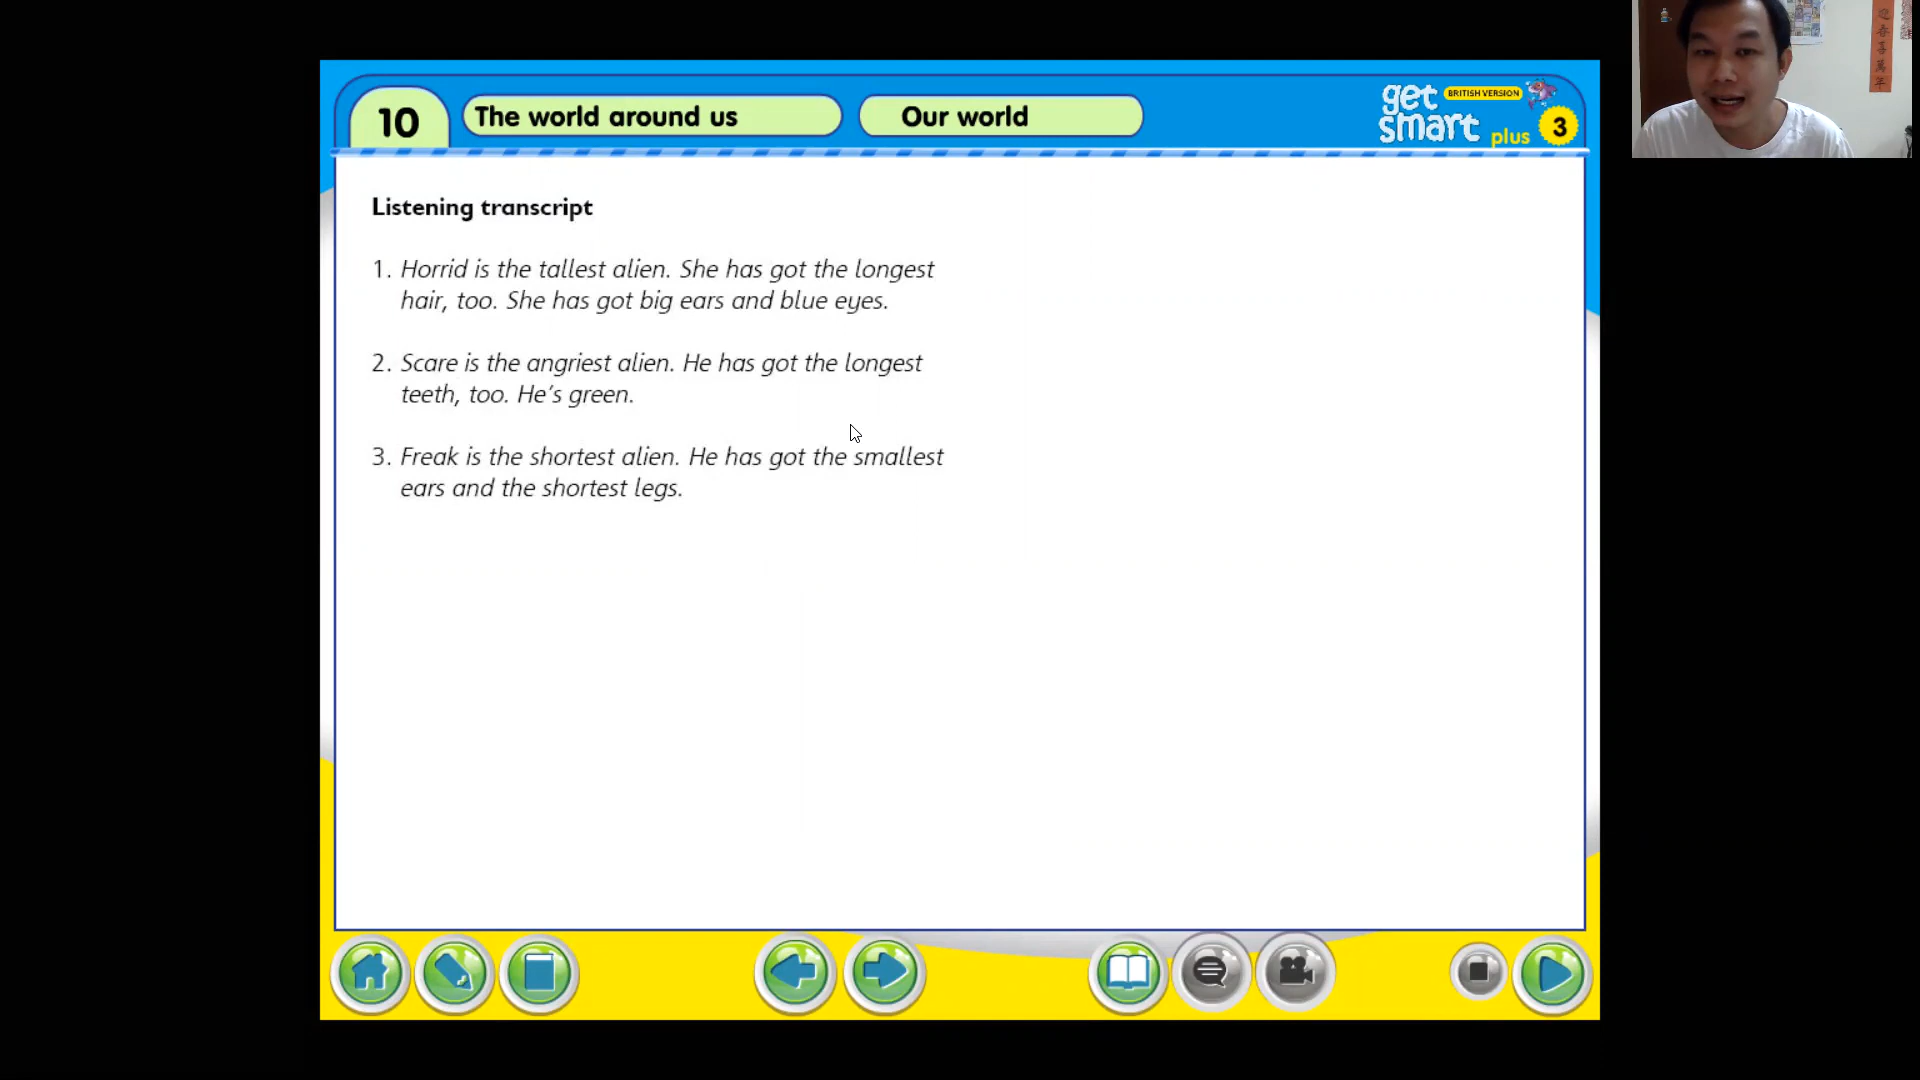 10
The world around us
Our world
get
smart
BRITISH VERSION
plus
3
Listening transcript
1. Horrid is the tallest alien. She has got the longest
hair, too. She has got big ears and blue eyes.
2. Scare is the angriest alien. He has got the longest
teeth, too. He's green.
3. Freak is the shortest alien. He has got the smallest
ears and the shortest legs.